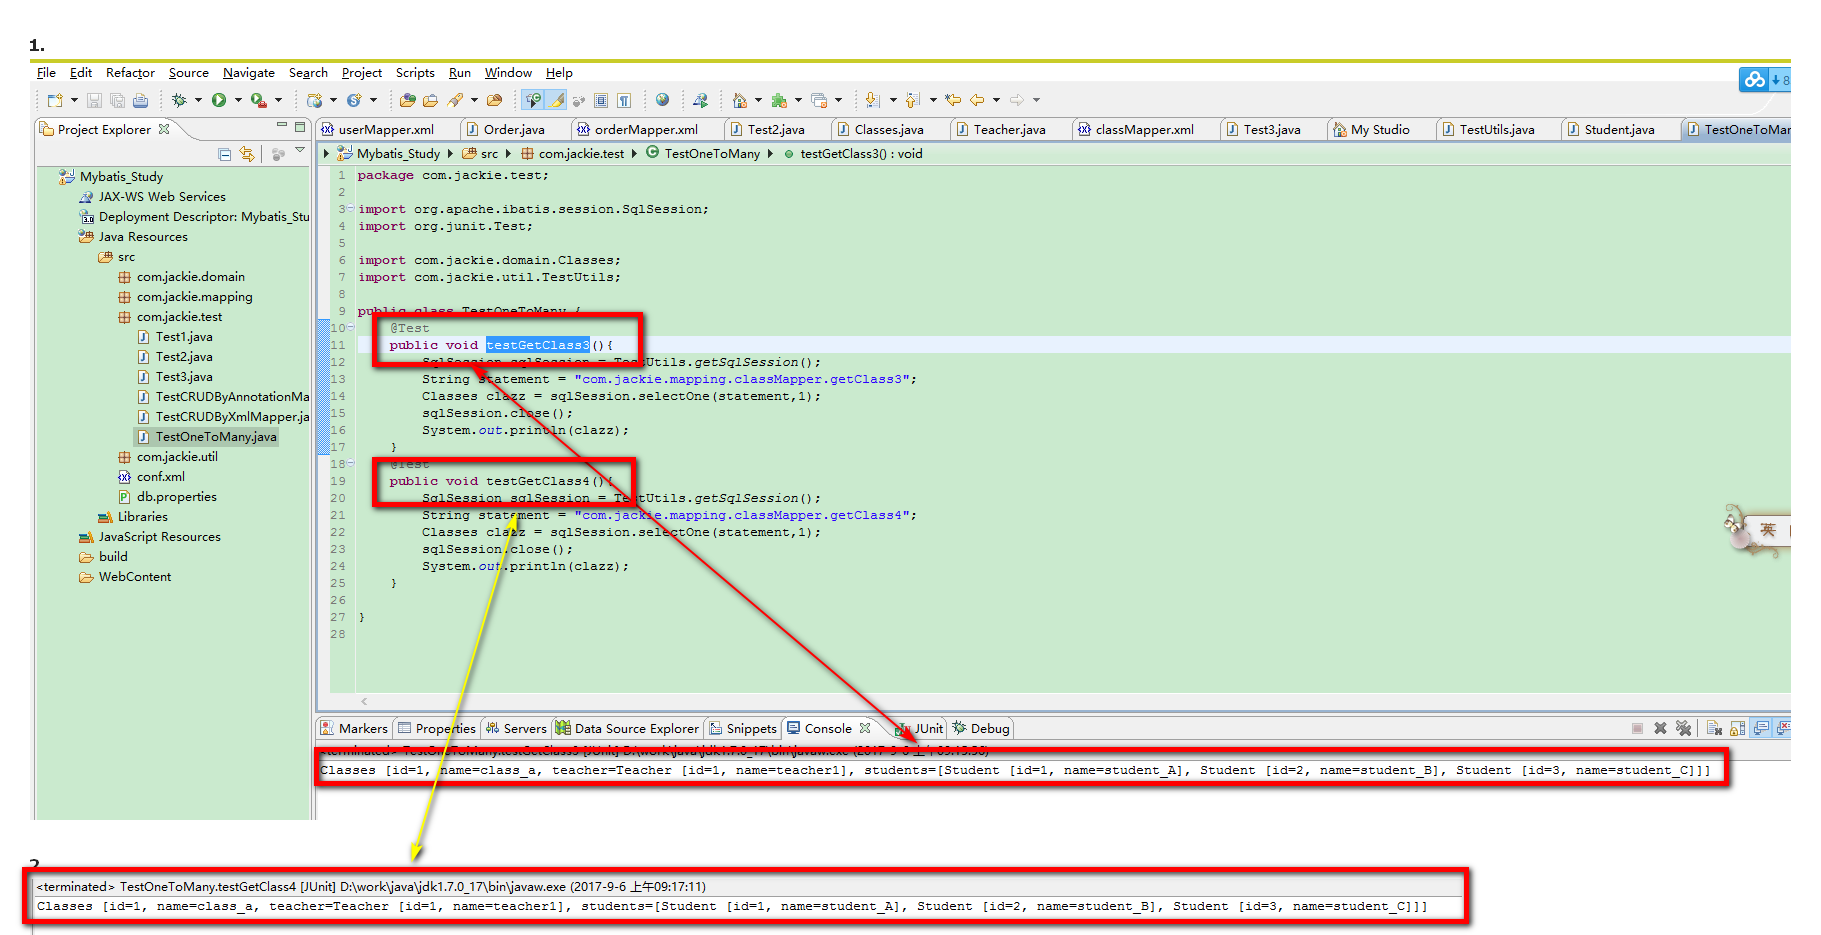 1.
File Edit Refactor Source Navigate Search Project Scripts Run Window Help
Project Explorer
userMapper.xml Order.java orderMapper.xml Test2.java Classes.java Teacher.java classMapper.xml Test3.java My Studio TestUtils.java Student.java TestOneToMan
Mybatis_Study src com.jackie.test TestOneToMany testGetClass3() : void
Mybatis_Study
JAX-WS Web Services
Deployment Descriptor: Mybatis_Stu
Java Resources
src
com.jackie.domain
com.jackie.mapping
com.jackie.test
Test1.java
Test2.java
Test3.java
TestCRUDByAnnotationMa
TestCRUDByXmlMapper.ja
TestOneToMany.java
com.jackie.util
conf.xml
db.properties
Libraries
JavaScript Resources
build
WebContent
1 package com.jackie.test;
2
3 import org.apache.ibatis.session.SqlSession;
4 import org.junit.Test;
5
6 import com.jackie.domain.Classes;
7 import com.jackie.util.TestUtils;
8
9 public class TestOneToMany {
10 @Test
11 public void testGetClass3(){
12 SqlSession sqlSession = TestUtils.getSqlSession();
13 String statement = "com.jackie.mapping.classMapper.getClass3";
14 Classes clazz = sqlSession.selectOne(statement,1);
15 sqlSession.close();
16 System.out.println(clazz);
17 }
18 @Test
19 public void testGetClass4(){
20 SqlSession sqlSession = TestUtils.getSqlSession();
21 String statement = "com.jackie.mapping.classMapper.getClass4";
22 Classes clazz = sqlSession.selectOne(statement,1);
23 sqlSession.close();
24 System.out.println(clazz);
25 }
26
27 }
28
英
Markers Properties Servers Data Source Explorer Snippets Console JUnit Debug
<terminated> TestOneToMany.testGetClass3 [JUnit] D:\work\java\jdk1.7.0_17\bin\javaw.exe
Classes [id=1, name=class_a, teacher=Teacher [id=1, name=teacher1], students=[Student [id=1, name=student_A], Student [id=2, name=student_B], Student [id=3, name=student_C]]]
2
<terminated> TestOneToMany.testGetClass4 [JUnit] D:\work\java\jdk1.7.0_17\bin\javaw.exe (2017-9-6 上午09:17:11)
Classes [id=1, name=class_a, teacher=Teacher [id=1, name=teacher1], students=[Student [id=1, name=student_A], Student [id=2, name=student_B], Student [id=3, name=student_C]]]